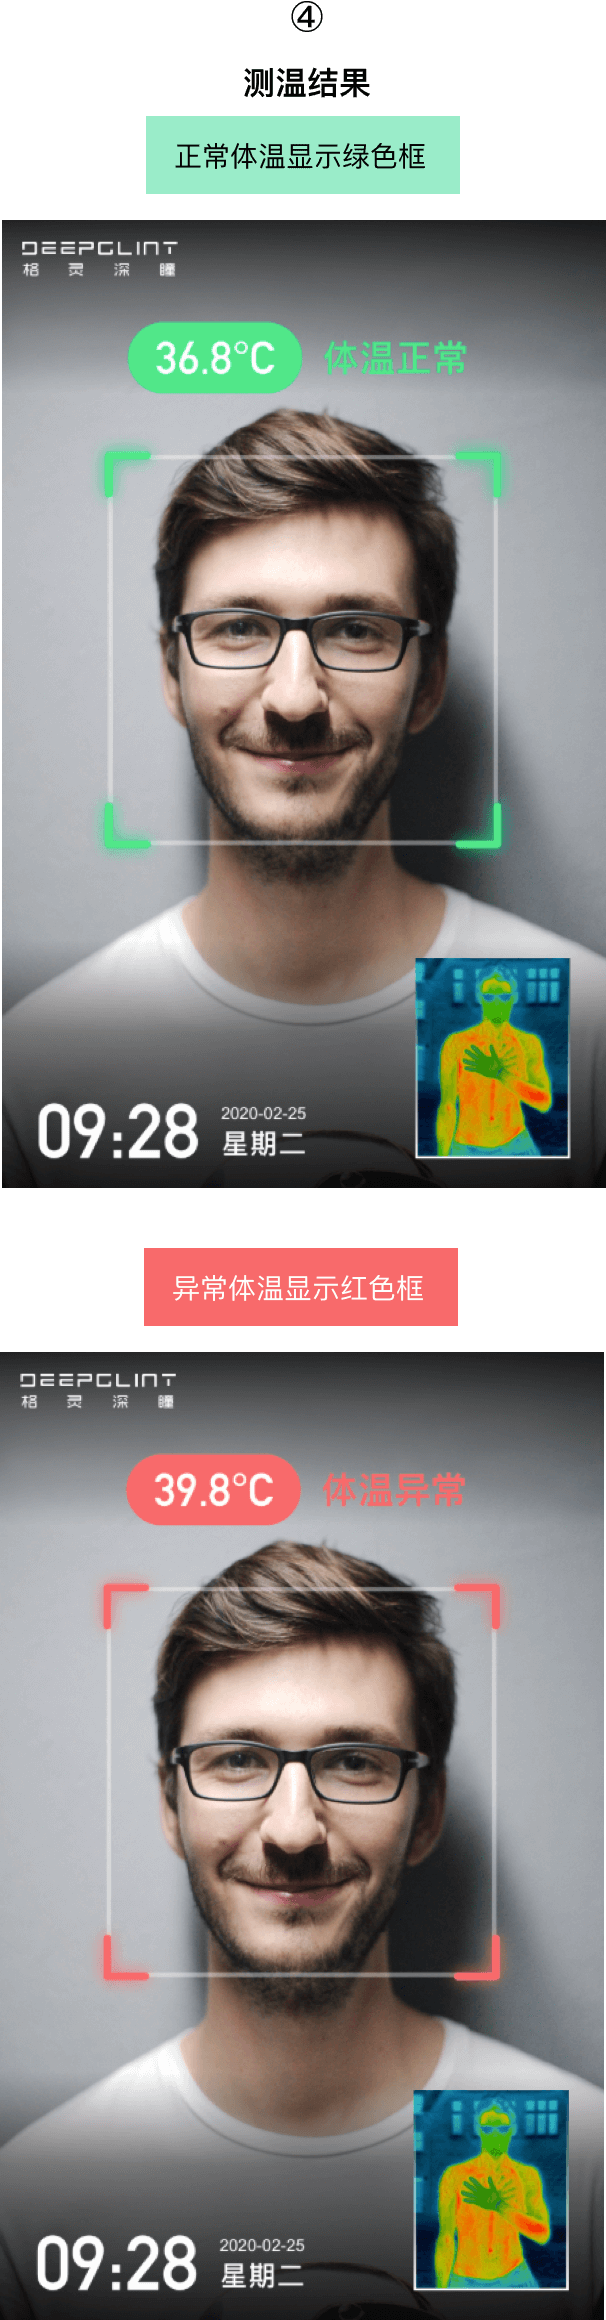 ④
测温结果
正常体温显示绿色框
DEEPGLINT
格灵深瞳
36.8°C 体温正常
09:28 2020-02-25
星期二
异常体温显示红色框
DEEPGLINT
格灵深瞳
39.8°C 体温异常
09:28 2020-02-25
星期二